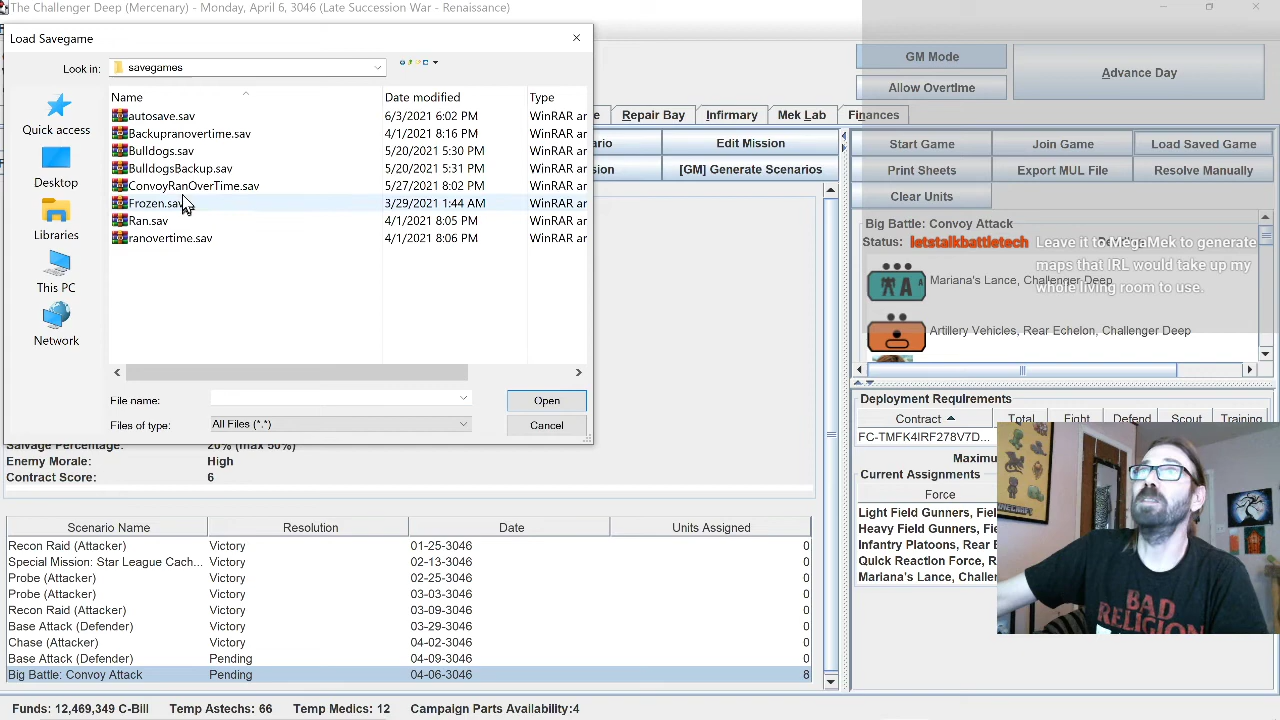 The Challenger Deep (Mercenary) - Monday, April 6, 3046 (Late Succession War - Renaissance)
Load Savegame
Look in: savegames
Name Date modified Type
autosave.sav 6/3/2021 6:02 PM WinRAR ar
Backupranovertime.sav 4/1/2021 8:16 PM WinRAR ar
Bulldogs.sav 5/20/2021 5:30 PM WinRAR ar
BulldogsBackup.sav 5/20/2021 5:31 PM WinRAR ar
ConvoyRanOverTime.sav 5/27/2021 8:02 PM WinRAR ar
Frozen.sav 3/29/2021 1:44 AM WinRAR ar
Ran.sav 4/1/2021 8:05 PM WinRAR ar
ranovertime.sav 4/1/2021 8:06 PM WinRAR ar
Quick access
Desktop
Libraries
This PC
Network
File name:
Open
Files of type: All Files (*.*)
Cancel
GM Mode
Allow Overtime
Advance Day
Repair Bay Infirmary Mek Lab Finances
Edit Mission
[GM] Generate Scenarios
Start Game Join Game Load Saved Game
Print Sheets Export MUL File Resolve Manually
Clear Units
Big Battle: Convoy Attack
Status:
letstalkbattletech Leave it to MegaMek to generate
maps that IRL would take up my
whole living room to use.
Mariana's Lance, Challenger Deep
Artillery Vehicles, Rear Echelon, Challenger Deep
Deployment Requirements
Contract Total Fight Defend Scout Training
FC-TMFK4IRF278V7D...
Maximu
Current Assignments
Force
Light Field Gunners, Fie
Heavy Field Gunners, Fi
Infantry Platoons, Rear E
Quick Reaction Force, R
Mariana's Lance, Challe
Salvage Percentage: 20% (max 50%)
Enemy Morale: High
Contract Score: 6
Scenario Name Resolution Date Units Assigned
Recon Raid (Attacker) Victory 01-25-3046 0
Special Mission: Star League Cach... Victory 02-13-3046 0
Probe (Attacker) Victory 02-25-3046 0
Probe (Attacker) Victory 03-03-3046 0
Recon Raid (Attacker) Victory 03-09-3046 0
Base Attack (Defender) Victory 03-29-3046 0
Chase (Attacker) Victory 04-02-3046 0
Base Attack (Defender) Pending 04-09-3046 0
Big Battle: Convoy Attack Pending 04-06-3046 8
Funds: 12,469,349 C-Bill Temp Astechs: 66 Temp Medics: 12 Campaign Parts Availability:4
BAD
RELIGION